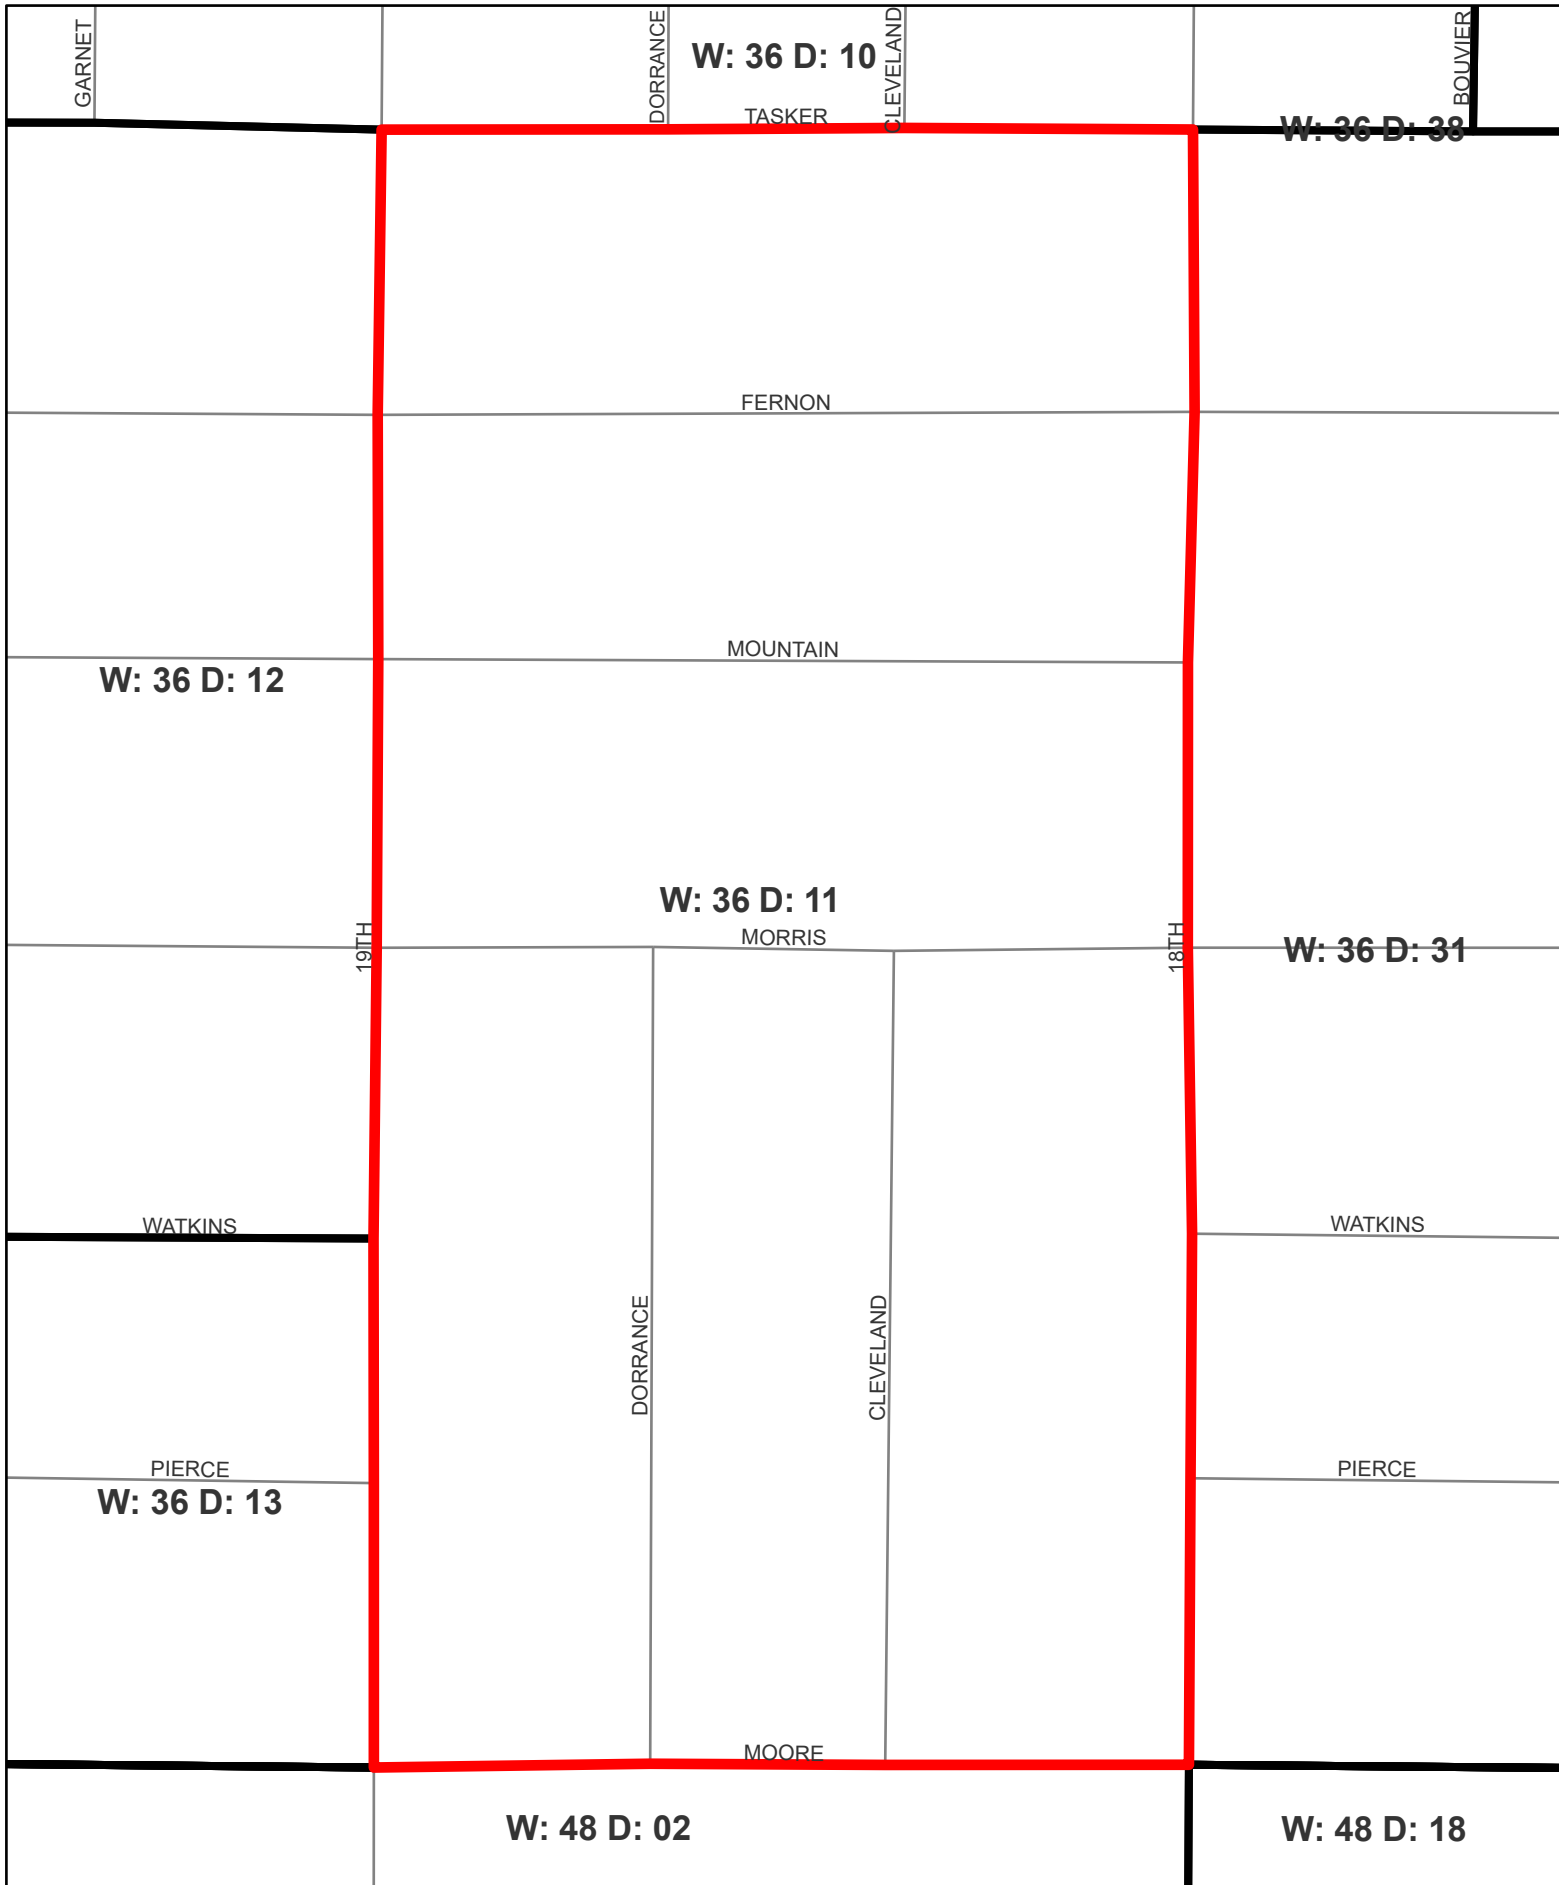 GARNET
DORRANCE
CLEVELAND
BOUVIER
W: 36 D: 10
TASKER
W: 36 D: 38
FERNON
MOUNTAIN
W: 36 D: 12
W: 36 D: 11
MORRIS
19TH
18TH
W: 36 D: 31
WATKINS
WATKINS
DORRANCE
CLEVELAND
PIERCE
PIERCE
W: 36 D: 13
MOORE
W: 48 D: 02
W: 48 D: 18